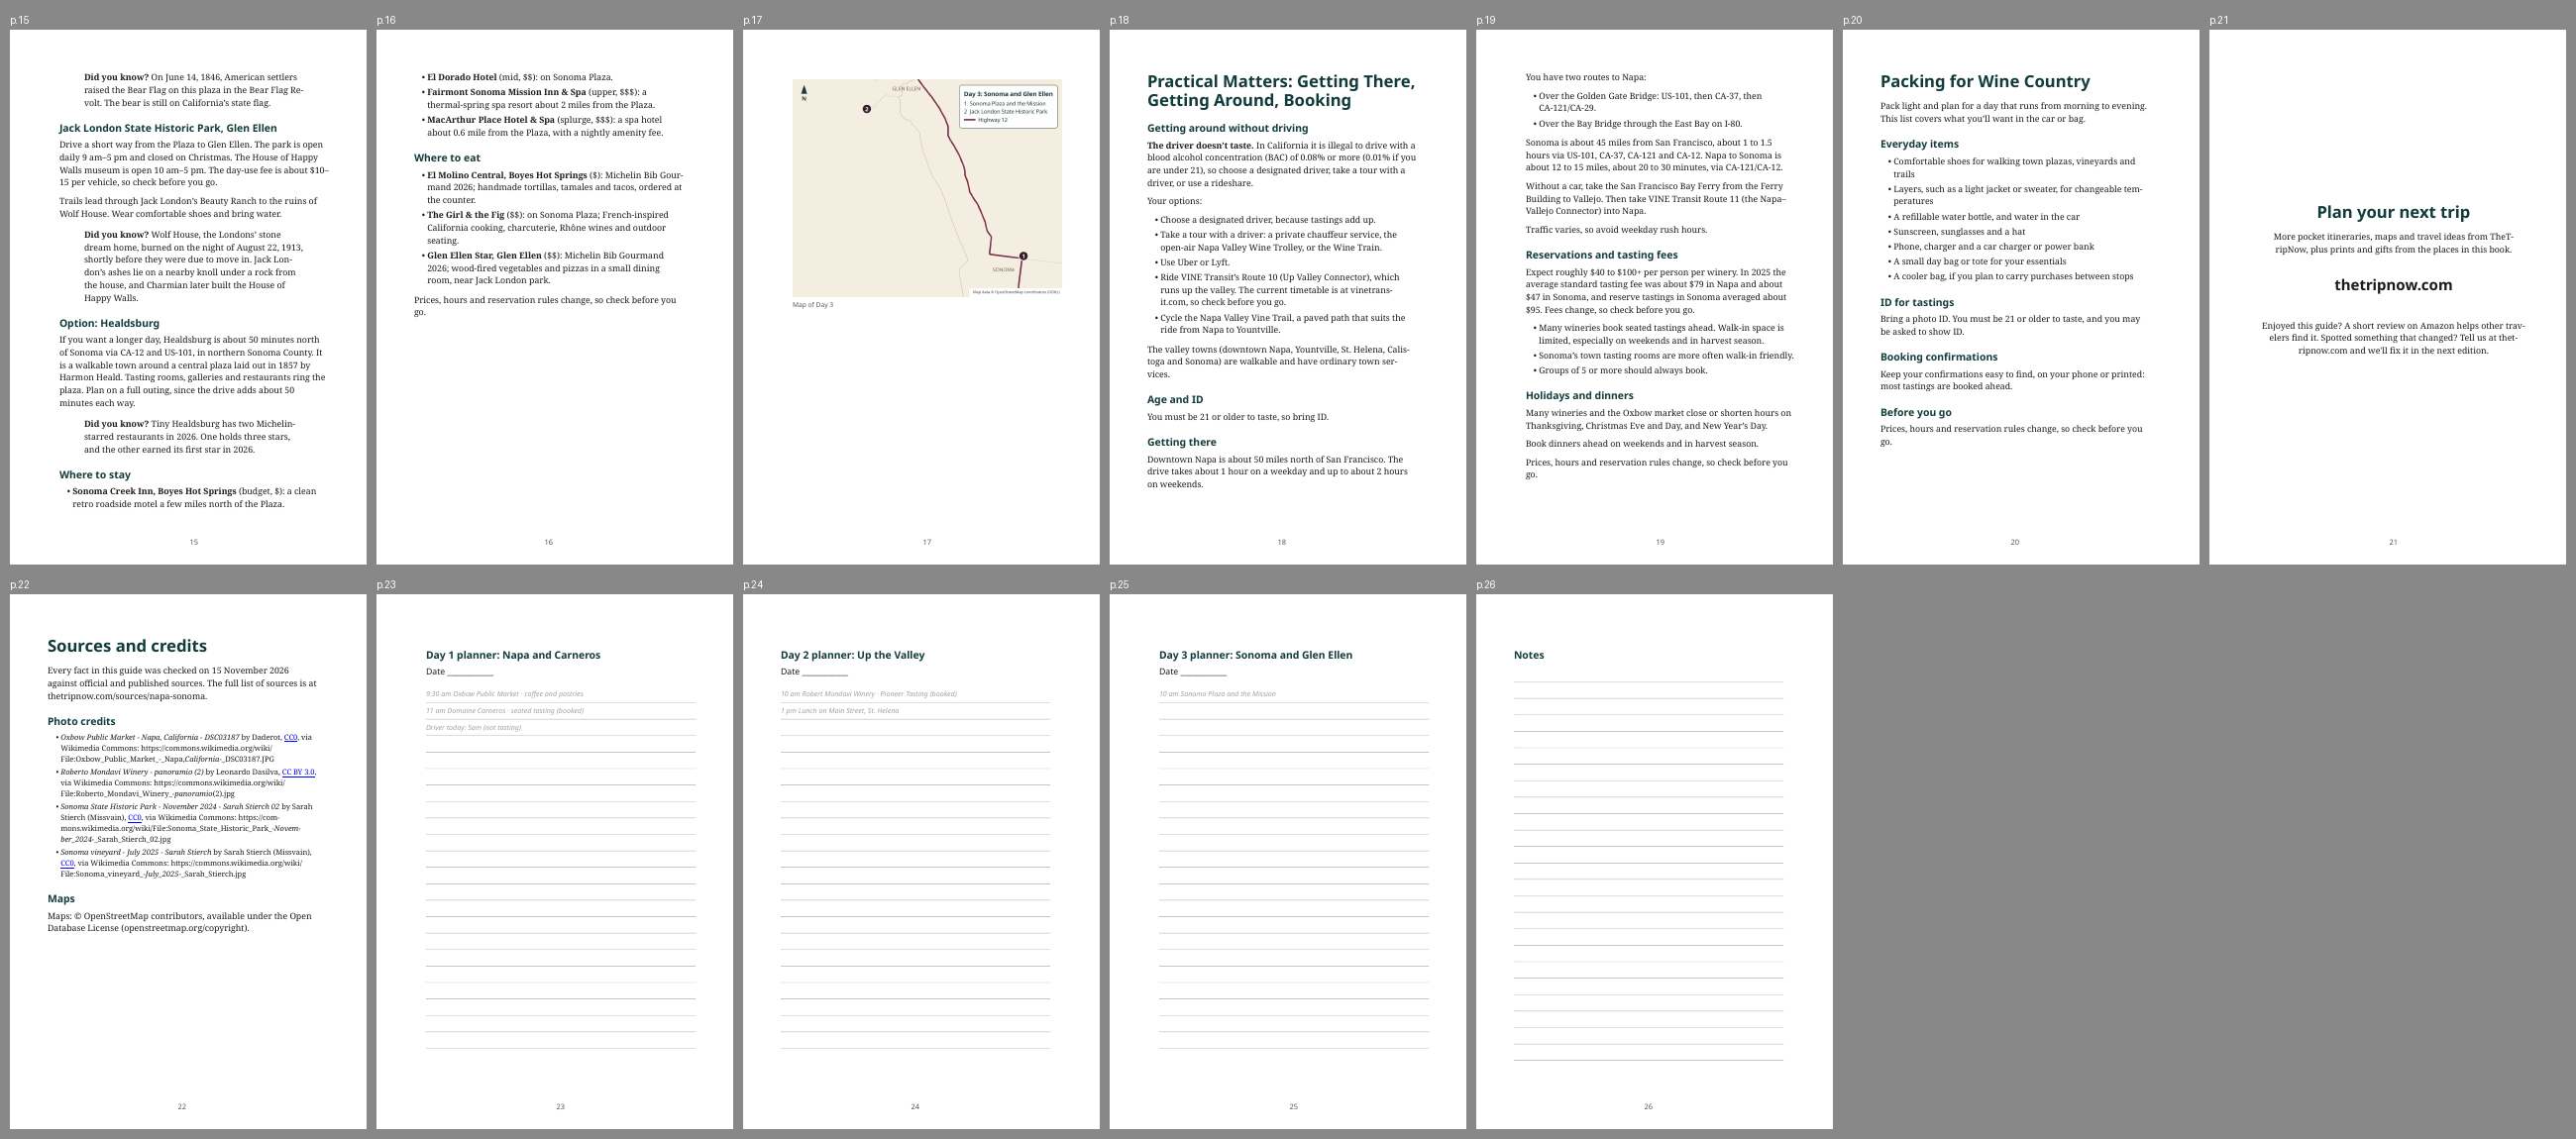 p.15
Did you know? On June 14, 1846, American settlers
raised the Bear Flag on this plaza in the Bear Flag Re-
volt. The bear is still on California's state flag.
Jack London State Historic Park, Glen Ellen
Drive a short way from the Plaza to Glen Ellen. The park is open
daily 9 am–5 pm and closed on Christmas. The House of Happy
Walls museum is open 10 am–5 pm. The day-use fee is about $10–
15 per vehicle, so check before you go.
Trails lead through Jack London's Beauty Ranch to the ruins of
Wolf House. Wear comfortable shoes and bring water.
Did you know? Wolf House, the Londons' stone
dream home, burned on the night of August 22, 1913,
shortly before they were due to move in. Jack Lon-
don's ashes lie on a nearby knoll under a rock from
the house, and Charmian later built the House of
Happy Walls.
Option: Healdsburg
If you want a longer day, Healdsburg is about 50 minutes north
of Sonoma via CA-12 and US-101, in northern Sonoma County. It
is a walkable town around a central plaza laid out in 1857 by
Harmon Heald. Tasting rooms, galleries and restaurants ring the
plaza. Plan on a full outing, since the drive adds about 50
minutes each way.
Did you know? Tiny Healdsburg has two Michelin-
starred restaurants in 2026. One holds three stars,
and the other earned its first star in 2026.
Where to stay
• Sonoma Creek Inn, Boyes Hot Springs (budget, $): a clean
retro roadside motel a few miles north of the Plaza.
15
p.16
• El Dorado Hotel (mid, $$): on Sonoma Plaza.
• Fairmont Sonoma Mission Inn & Spa (upper, $$$): a
thermal-spring spa resort about 2 miles from the Plaza.
• MacArthur Place Hotel & Spa (splurge, $$$): a spa hotel
about 0.6 mile from the Plaza, with a nightly amenity fee.
Where to eat
• El Molino Central, Boyes Hot Springs ($): Michelin Bib Gour-
mand 2026; handmade tortillas, tamales and tacos, ordered at
the counter.
• The Girl & the Fig ($$): on Sonoma Plaza; French-inspired
California cooking, charcuterie, Rhône wines and outdoor
seating.
• Glen Ellen Star, Glen Ellen ($$): Michelin Bib Gourmand
2026; wood-fired vegetables and pizzas in a small dining
room, near Jack London park.
Prices, hours and reservation rules change, so check before you
go.
16
p.17
N
GLEN ELLEN
2
Day 3: Sonoma and Glen Ellen
1 Sonoma Plaza and the Mission
2 Jack London State Historic Park
Highway 12
1
SONOMA
Map data © OpenStreetMap contributors (ODbL)
Map of Day 3
17
p.18
Practical Matters: Getting There,
Getting Around, Booking
Getting around without driving
The driver doesn't taste. In California it is illegal to drive with a
blood alcohol concentration (BAC) of 0.08% or more (0.01% if you
are under 21), so choose a designated driver, take a tour with a
driver, or use a rideshare.
Your options:
• Choose a designated driver, because tastings add up.
• Take a tour with a driver: a private chauffeur service, the
open-air Napa Valley Wine Trolley, or the Wine Train.
• Use Uber or Lyft.
• Ride VINE Transit's Route 10 (Up Valley Connector), which
runs up the valley. The current timetable is at vinetrans-
it.com, so check before you go.
• Cycle the Napa Valley Vine Trail, a paved path that suits the
ride from Napa to Yountville.
The valley towns (downtown Napa, Yountville, St. Helena, Calis-
toga and Sonoma) are walkable and have ordinary town ser-
vices.
Age and ID
You must be 21 or older to taste, so bring ID.
Getting there
Downtown Napa is about 50 miles north of San Francisco. The
drive takes about 1 hour on a weekday and up to about 2 hours
on weekends.
18
p.19
You have two routes to Napa:
• Over the Golden Gate Bridge: US-101, then CA-37, then
CA-121/CA-29.
• Over the Bay Bridge through the East Bay on I-80.
Sonoma is about 45 miles from San Francisco, about 1 to 1.5
hours via US-101, CA-37, CA-121 and CA-12. Napa to Sonoma is
about 12 to 15 miles, about 20 to 30 minutes, via CA-121/CA-12.
Without a car, take the San Francisco Bay Ferry from the Ferry
Building to Vallejo. Then take VINE Transit Route 11 (the Napa–
Vallejo Connector) into Napa.
Traffic varies, so avoid weekday rush hours.
Reservations and tasting fees
Expect roughly $40 to $100+ per person per winery. In 2025 the
average standard tasting fee was about $79 in Napa and about
$47 in Sonoma, and reserve tastings in Sonoma averaged about
$95. Fees change, so check before you go.
• Many wineries book seated tastings ahead. Walk-in space is
limited, especially on weekends and in harvest season.
• Sonoma's town tasting rooms are more often walk-in friendly.
• Groups of 5 or more should always book.
Holidays and dinners
Many wineries and the Oxbow market close or shorten hours on
Thanksgiving, Christmas Eve and Day, and New Year's Day.
Book dinners ahead on weekends and in harvest season.
Prices, hours and reservation rules change, so check before you
go.
19
p.20
Packing for Wine Country
Pack light and plan for a day that runs from morning to evening.
This list covers what you'll want in the car or bag.
Everyday items
• Comfortable shoes for walking town plazas, vineyards and
trails
• Layers, such as a light jacket or sweater, for changeable tem-
peratures
• A refillable water bottle, and water in the car
• Sunscreen, sunglasses and a hat
• Phone, charger and a car charger or power bank
• A small day bag or tote for your essentials
• A cooler bag, if you plan to carry purchases between stops
ID for tastings
Bring a photo ID. You must be 21 or older to taste, and you may
be asked to show ID.
Booking confirmations
Keep your confirmations easy to find, on your phone or printed:
most tastings are booked ahead.
Before you go
Prices, hours and reservation rules change, so check before you
go.
20
p.21
Plan your next trip
More pocket itineraries, maps and travel ideas from TheT-
ripNow, plus prints and gifts from the places in this book.
thetripnow.com
Enjoyed this guide? A short review on Amazon helps other trav-
elers find it. Spotted something that changed? Tell us at thet-
ripnow.com and we'll fix it in the next edition.
21
p.22
Sources and credits
Every fact in this guide was checked on 15 November 2026
against official and published sources. The full list of sources is at
thetripnow.com/sources/napa-sonoma.
Photo credits
• Oxbow Public Market - Napa, California - DSC03187 by Daderot, CC0, via
Wikimedia Commons: https://commons.wikimedia.org/wiki/
File:Oxbow_Public_Market_-_Napa,California-_DSC03187.JPG
• Roberto Mondavi Winery - panoramio (2) by Leonardo Dasilva, CC BY 3.0,
via Wikimedia Commons: https://commons.wikimedia.org/wiki/
File:Roberto_Mondavi_Winery_-panoramio(2).jpg
• Sonoma State Historic Park - November 2024 - Sarah Stierch 02 by Sarah
Stierch (Missvain), CC0, via Wikimedia Commons: https://com-
mons.wikimedia.org/wiki/File:Sonoma_State_Historic_Park_-Novem-
ber_2024-_Sarah_Stierch_02.jpg
• Sonoma vineyard - July 2025 - Sarah Stierch by Sarah Stierch (Missvain),
CC0, via Wikimedia Commons: https://commons.wikimedia.org/wiki/
File:Sonoma_vineyard_-July_2025-_Sarah_Stierch.jpg
Maps
Maps: © OpenStreetMap contributors, available under the Open
Database License (openstreetmap.org/copyright).
22
p.23
Day 1 planner: Napa and Carneros
Date __________
9:30 am Oxbow Public Market · coffee and pastries
11 am Domaine Carneros · seated tasting (booked)
Driver today: Sam (not tasting)
23
p.24
Day 2 planner: Up the Valley
Date __________
10 am Robert Mondavi Winery · Pioneer Tasting (booked)
1 pm Lunch on Main Street, St. Helena
24
p.25
Day 3 planner: Sonoma and Glen Ellen
Date __________
10 am Sonoma Plaza and the Mission
25
p.26
Notes
26